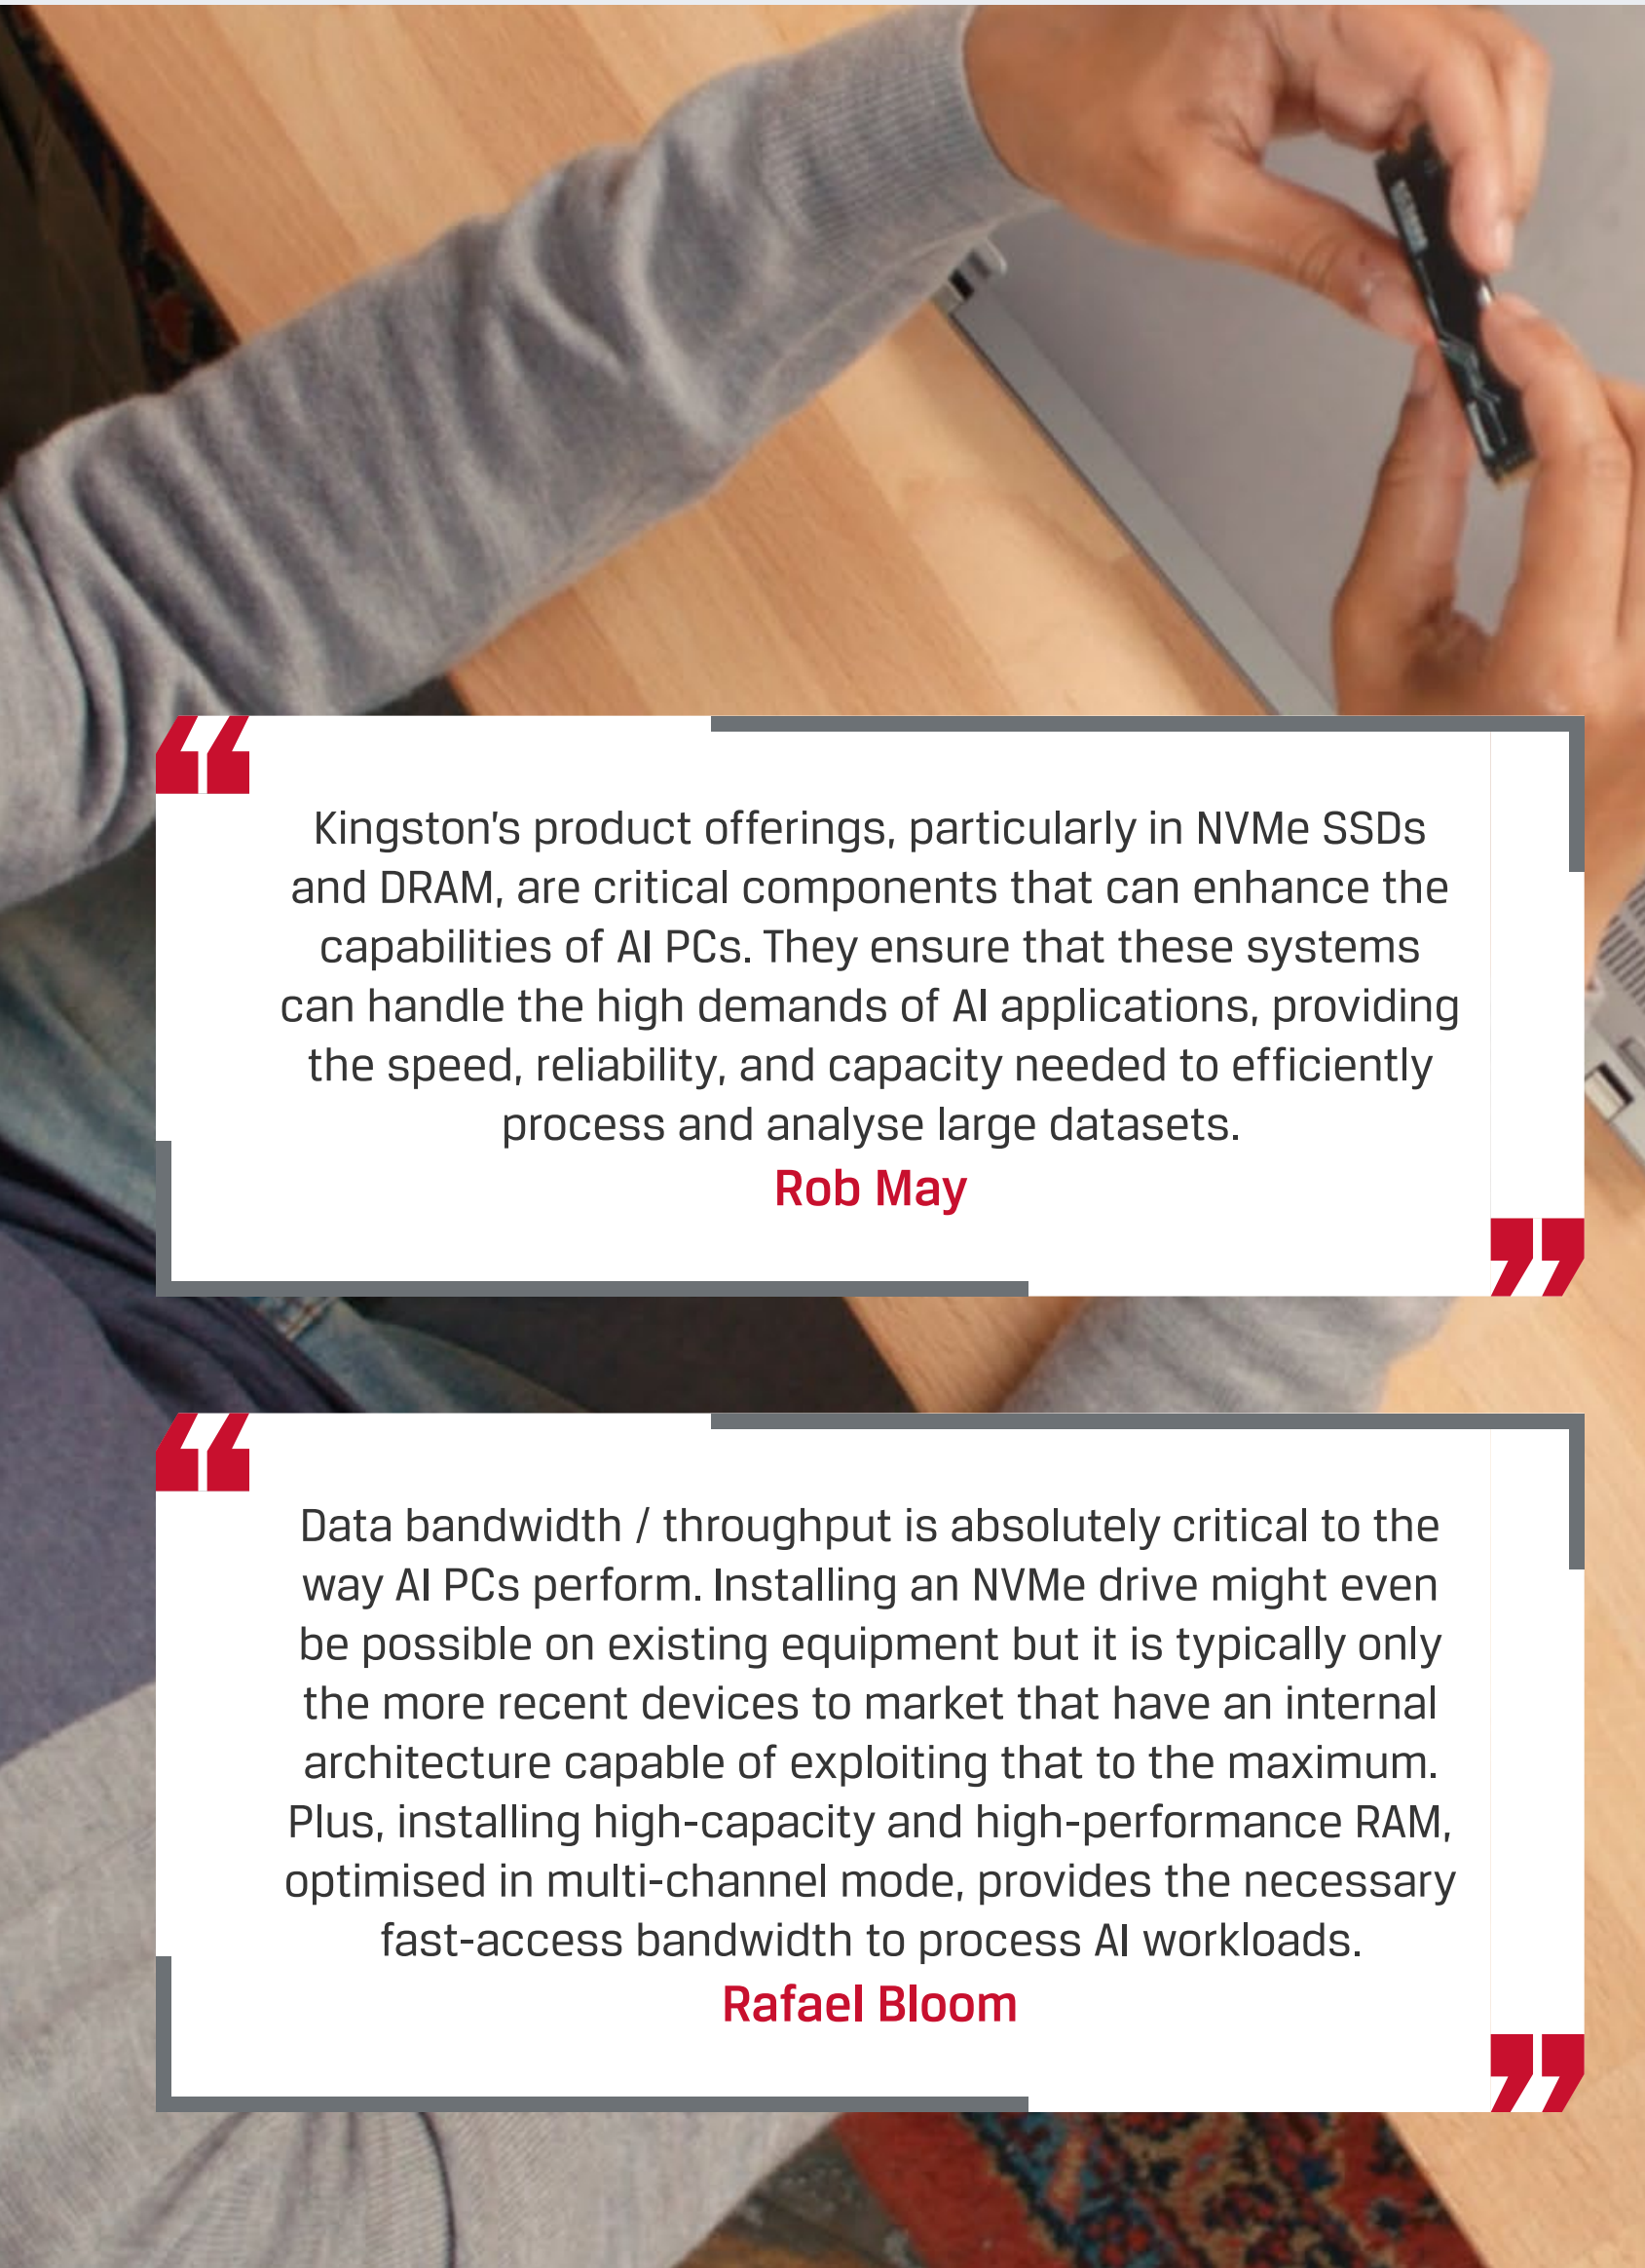 “
Kingston’s product offerings, particularly in NVMe SSDs
and DRAM, are critical components that can enhance the
capabilities of AI PCs. They ensure that these systems
can handle the high demands of AI applications, providing
the speed, reliability, and capacity needed to efficiently
process and analyse large datasets.
Rob May
”
“
Data bandwidth / throughput is absolutely critical to the
way AI PCs perform. Installing an NVMe drive might even
be possible on existing equipment but it is typically only
the more recent devices to market that have an internal
architecture capable of exploiting that to the maximum.
Plus, installing high-capacity and high-performance RAM,
optimised in multi-channel mode, provides the necessary
fast-access bandwidth to process AI workloads.
Rafael Bloom
”